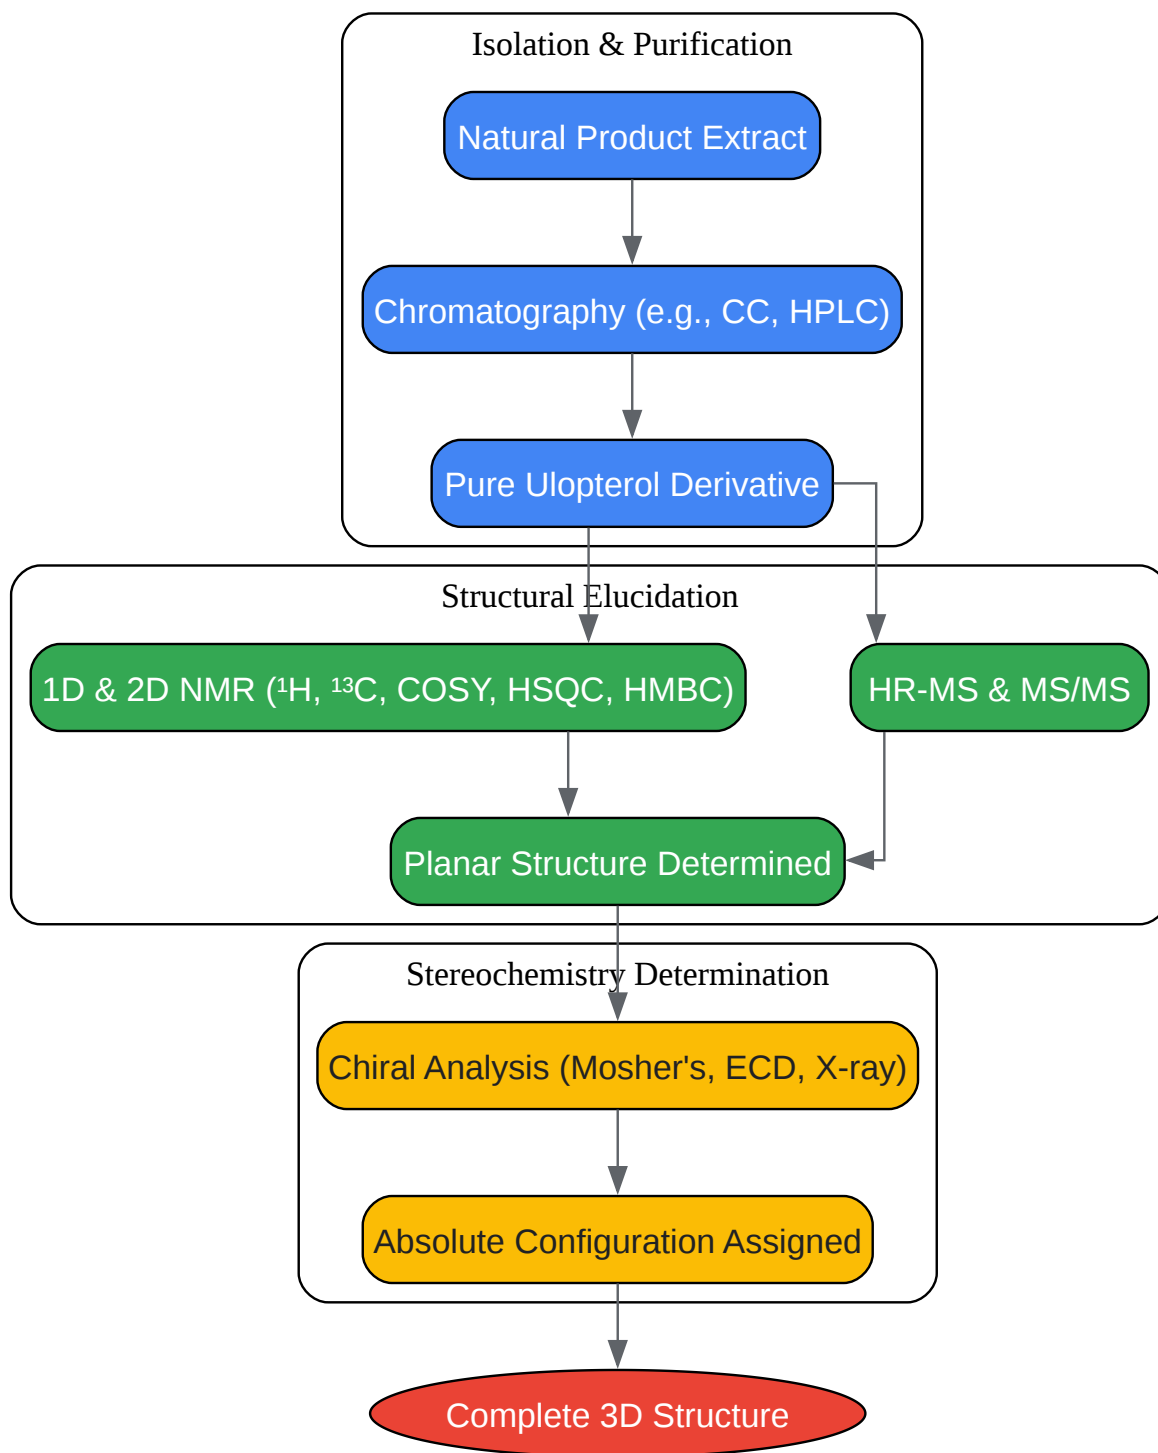 Isolation & Purification
Natural Product Extract
Chromatography (e.g., CC, HPLC)
Pure Ulopterol Derivative
Structural Elucidation
1D & 2D NMR (¹H, ¹³C, COSY, HSQC, HMBC)
HR-MS & MS/MS
Planar Structure Determined
Stereochemistry Determination
Chiral Analysis (Mosher's, ECD, X-ray)
Absolute Configuration Assigned
Complete 3D Structure